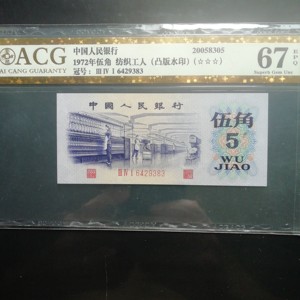 ACG
AI CANG GUARANTY
中国人民银行
20058305
1972年伍角 纺织工人 (凸版水印) (☆☆☆)
冠号: III IV I 6429383
67
EPQ
Superb Gem Unc
中国人民银行
伍角
5
WU
JIAO
III IV I 6429383